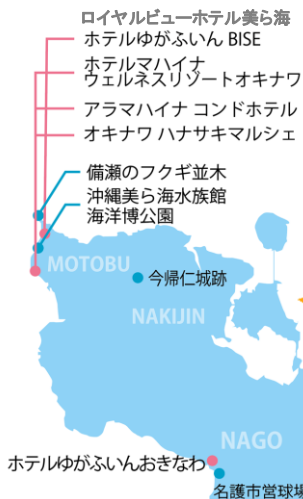 ロイヤルビューホテル美ら海
ホテルゆがふいん BISE
ホテルマハイナ
ウェルネスリゾートオキナワ
アラマハイナ コンドホテル
オキナワ ハナサキマルシェ
備瀬のフクギ並木
沖縄美ら海水族館
海洋博公園
MOTOBU
今帰仁城跡
NAKIJIN
NAGO
ホテルゆがふいんおきなわ
名護市営球場